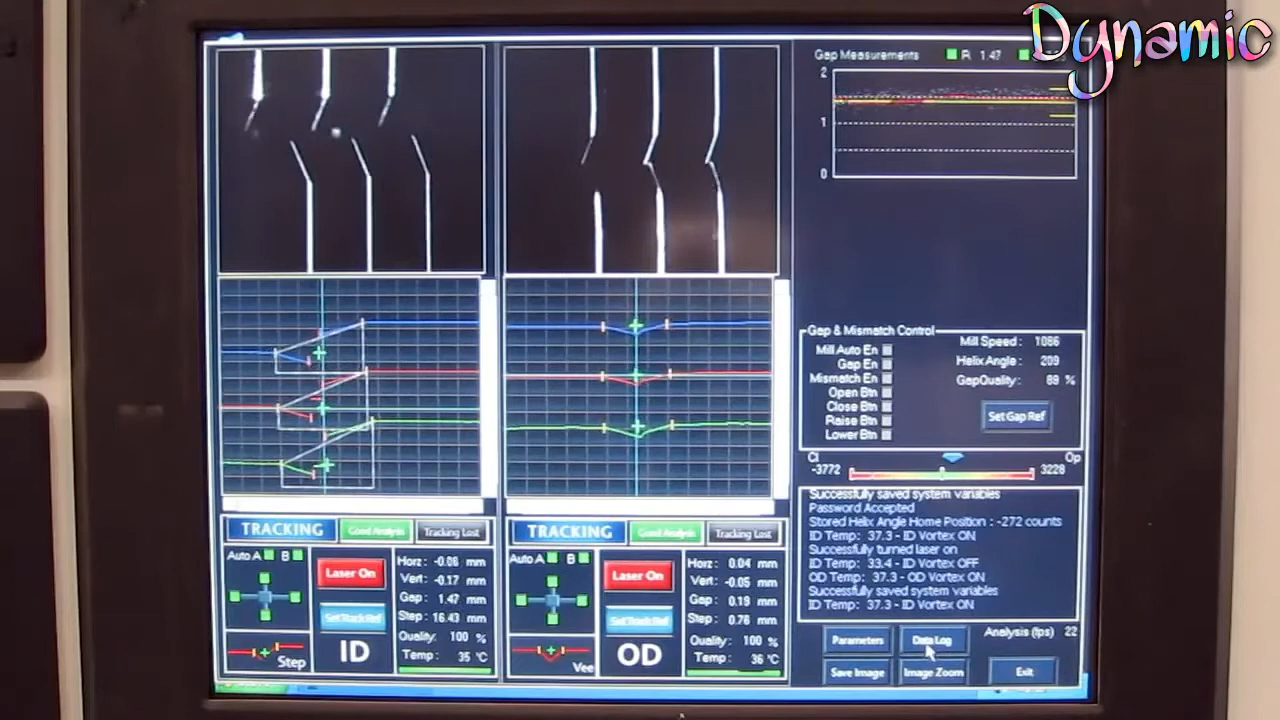 Dynamic
Gap Measurements R 1.47
2
1
0
Gap & Mismatch Control
Mill Auto En
Gap En
Mismatch En
Open Btn
Close Btn
Raise Btn
Lower Btn
Mill Speed : 1086
Helix Angle : 209
GapQuality : 89 %
Set Gap Ref
Cl Op
-3772 3228
Successfully saved system variables
Password Accepted
Stored Helix Angle Home Position : -272 counts
ID Temp: 37.3 - ID Vortex ON
Successfully turned laser on
ID Temp: 33.4 - ID Vortex OFF
OD Temp: 37.3 - OD Vortex ON
Successfully saved system variables
ID Temp: 37.3 - ID Vortex ON
TRACKING Good Analysis Tracking Lost
Auto A B
Laser On
Set Track Ref
Step
ID
Horz: -0.06 mm
Vert: -0.17 mm
Gap: 1.47 mm
Step: 16.43 mm
Quality: 100 %
Temp: 35 °C
TRACKING Good Analysis Tracking Lost
Auto A B
Laser On
Set Track Ref
Vee
OD
Horz: 0.04 mm
Vert: -0.05 mm
Gap: 0.19 mm
Step: 0.76 mm
Quality: 100 %
Temp: 36 °C
Parameters Data Log Analysis (fps) 22
Save Image Image Zoom Exit